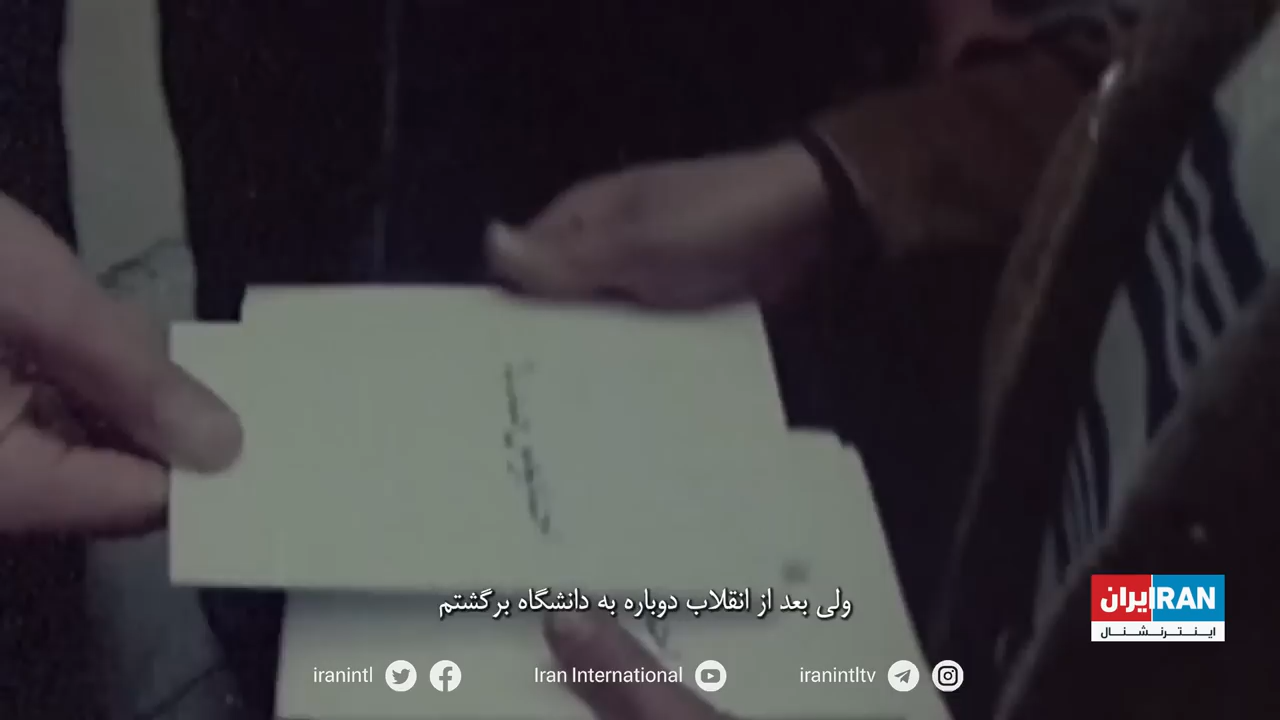 ولی بعد از انقلاب دوباره به دانشگاه برگشتم
ایران IRAN
اینترنشنال
iranintl
Iran International
iranintltv